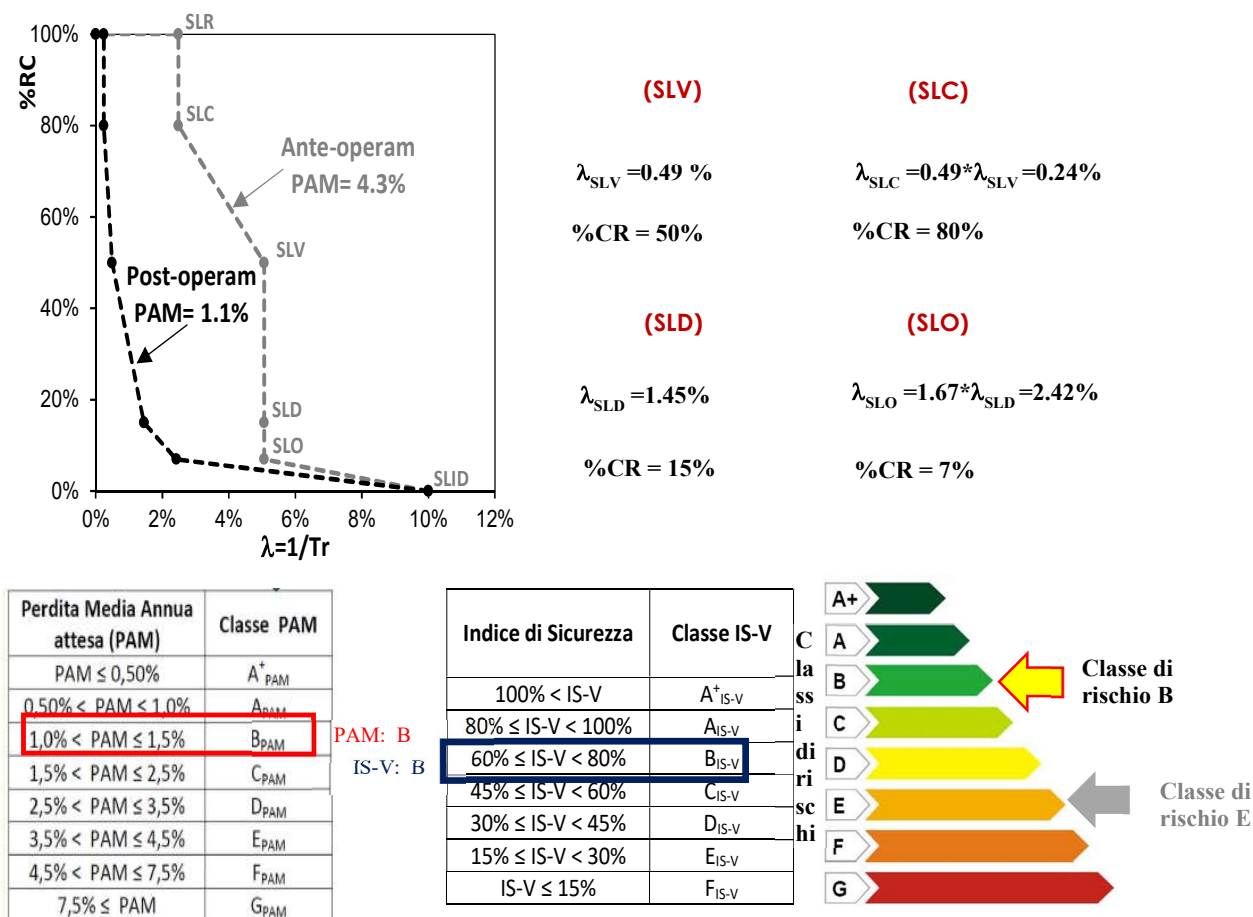 SLR
100%
%RC
80%
SLC
Ante-operam
PAM= 4.3%
60%
SLV
Post-operam
PAM= 1.1%
40%
20%
SLD
SLO
0%
SLID
0% 2% 4% 6% 8% 10% 12%
λ=1/Tr
(SLV)
λSLV =0.49 %
%CR = 50%
(SLC)
λSLC =0.49*λSLV =0.24%
%CR = 80%
(SLD)
λSLD =1.45%
%CR = 15%
(SLO)
λSLO =1.67*λSLD =2.42%
%CR = 7%
Perdita Media Annua attesa (PAM) Classe PAM
PAM ≤ 0,50% A+PAM
0,50% < PAM ≤ 1,0% APAM
1,0% < PAM ≤ 1,5% BPAM
1,5% < PAM ≤ 2,5% CPAM
2,5% < PAM ≤ 3,5% DPAM
3,5% < PAM ≤ 4,5% EPAM
4,5% < PAM ≤ 7,5% FPAM
7,5% ≤ PAM GPAM
PAM: B
IS-V: B
Indice di Sicurezza Classe IS-V
100% < IS-V A+IS-V
80% ≤ IS-V < 100% AIS-V
60% ≤ IS-V < 80% BIS-V
45% ≤ IS-V < 60% CIS-V
30% ≤ IS-V < 45% DIS-V
15% ≤ IS-V < 30% EIS-V
IS-V ≤ 15% FIS-V
C
la
ss
i
di
ri
sc
hi
A+
A
B
C
D
E
F
G
Classe di
rischio B
Classe di
rischio E